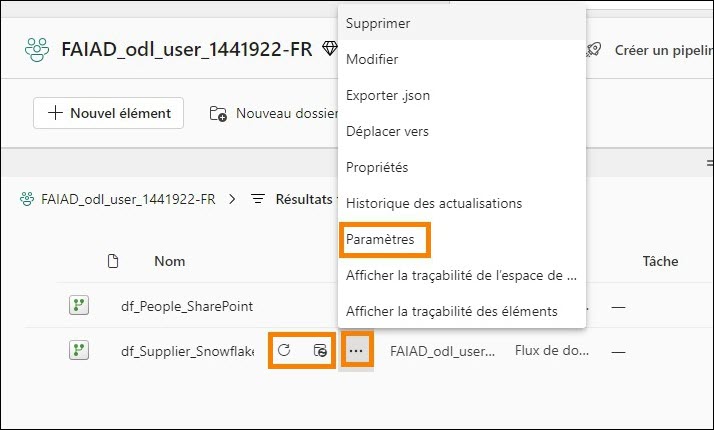 Supprimer
FAIAD_odl_user_1441922-FR
Créer un pipelin
Modifier
Exporter .json
Nouvel élément
Nouveau dossier
Déplacer vers
Propriétés
FAIAD_odl_user_1441922-FR > Résultats
Historique des actualisations
Paramètres
Nom
Tâche
Afficher la traçabilité de l'espace de ...
df_People_SharePoint
Afficher la traçabilité des éléments
—
df_Supplier_Snowflake
...
FAIAD_odl_user...
Flux de do...
—